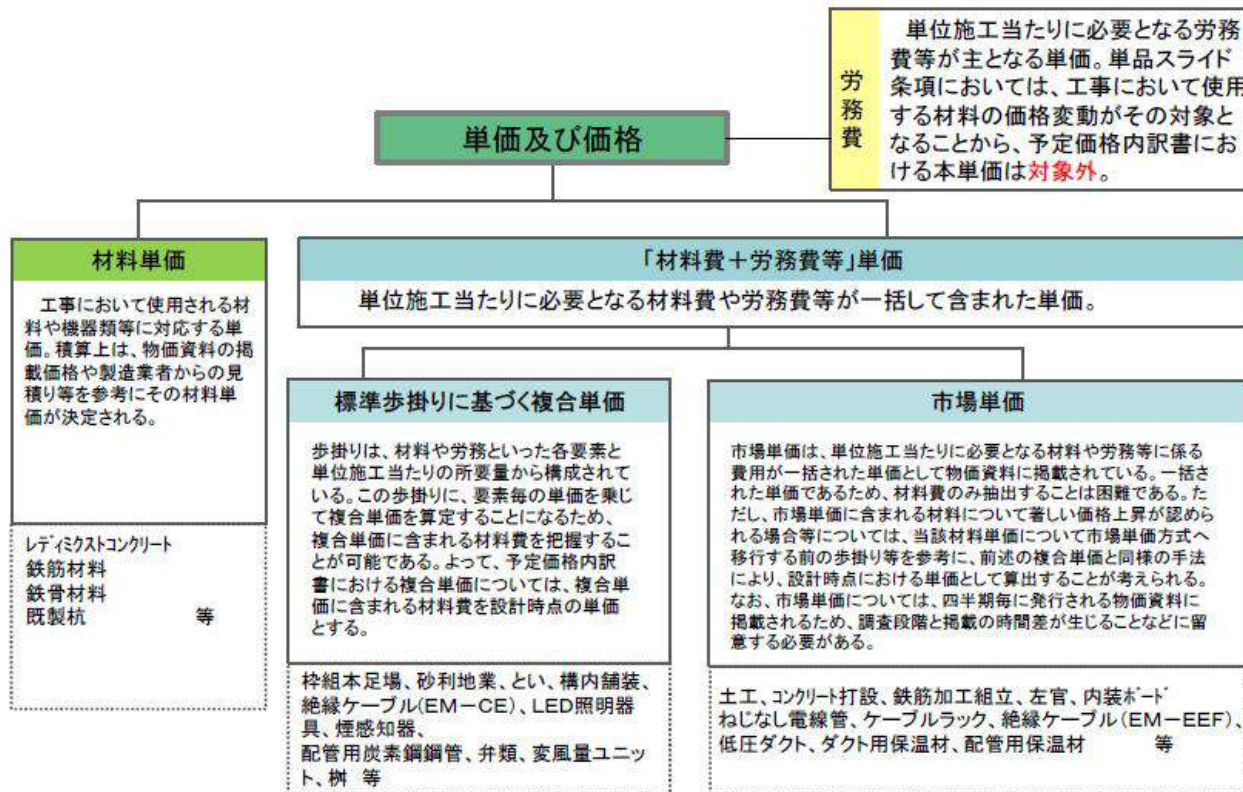 単価及び価格
労務費
単位施工当たりに必要となる労務
費等が主となる単価。単品スライド
条項においては、工事において使用
する材料の価格変動がその対象と
なることから、予定価格内訳書にお
ける本単価は対象外。
材料単価
工事において使用される材
料や機器類等に対応する単
価。積算上は、物価資料の掲
載価格や製造業者からの見
積り等を参考にその材料単
価が決定される。
レディミクストコンクリート
鉄筋材料
鉄骨材料
既製杭 等
「材料費+労務費等」単価
単位施工当たりに必要となる材料費や労務費等が一括して含まれた単価。
標準歩掛りに基づく複合単価
歩掛りは、材料や労務といった各要素と
単位施工当たりの所要量から構成されて
いる。この歩掛りに、要素毎の単価を乗じ
て複合単価を算定することになるため、
複合単価に含まれる材料費を把握するこ
とが可能である。よって、予定価格内訳
書における複合単価については、複合単
価に含まれる材料費を設計時点の単価
とする。
枠組本足場、砂利地業、とい、構内舗装、
絶縁ケーブル(EM-CE)、LED照明器
具、煙感知器、
配管用炭素鋼鋼管、弁類、変風量ユニッ
ト、桝 等
市場単価
市場単価は、単位施工当たりに必要となる材料や労務等に係る
費用が一括された単価として物価資料に掲載されている。一括さ
れた単価であるため、材料費のみ抽出することは困難である。た
だし、市場単価に含まれる材料について著しい価格上昇が認めら
れる場合等については、当該材料単価について市場単価方式へ
移行する前の歩掛り等を参考に、前述の複合単価と同様の手法
により、設計時点における単価として算出することが考えられる。
なお、市場単価については、四半期毎に発行される物価資料に
掲載されるため、調査段階と掲載の時間差が生じることなどに留
意する必要がある。
土工、コンクリート打設、鉄筋加工組立、左官、内装ボード
ねじなし電線管、ケーブルラック、絶縁ケーブル(EM-EEF)、
低圧ダクト、ダクト用保温材、配管用保温材 等